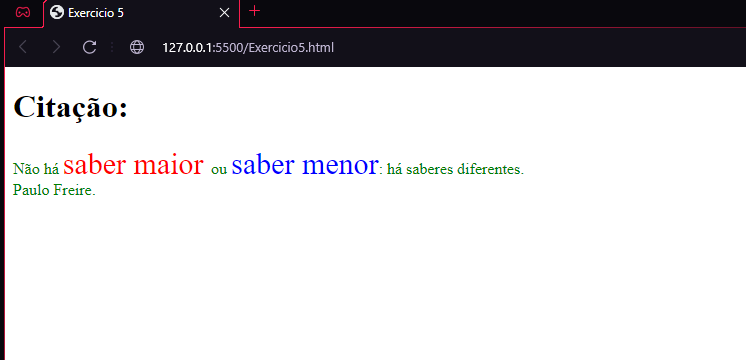 Exercicio 5
127.0.0.1:5500/Exercicio5.html
Citação:
Não há saber maior ou saber menor: há saberes diferentes.
Paulo Freire.